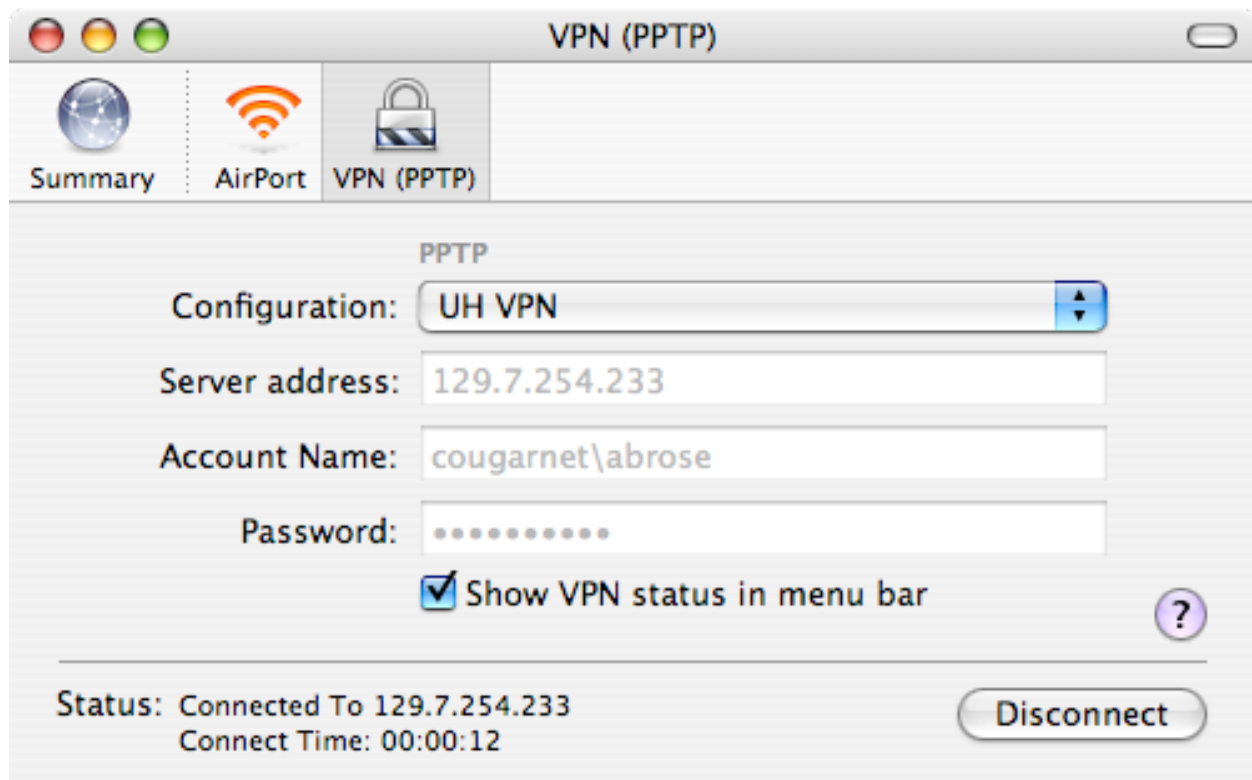 VPN (PPTP)
Summary
AirPort
VPN (PPTP)
PPTP
Configuration: UH VPN
Server address: 129.7.254.233
Account Name: cougarnet\abrose
Password: ••••••••••
Show VPN status in menu bar
?
Status: Connected To 129.7.254.233
Connect Time: 00:00:12
Disconnect